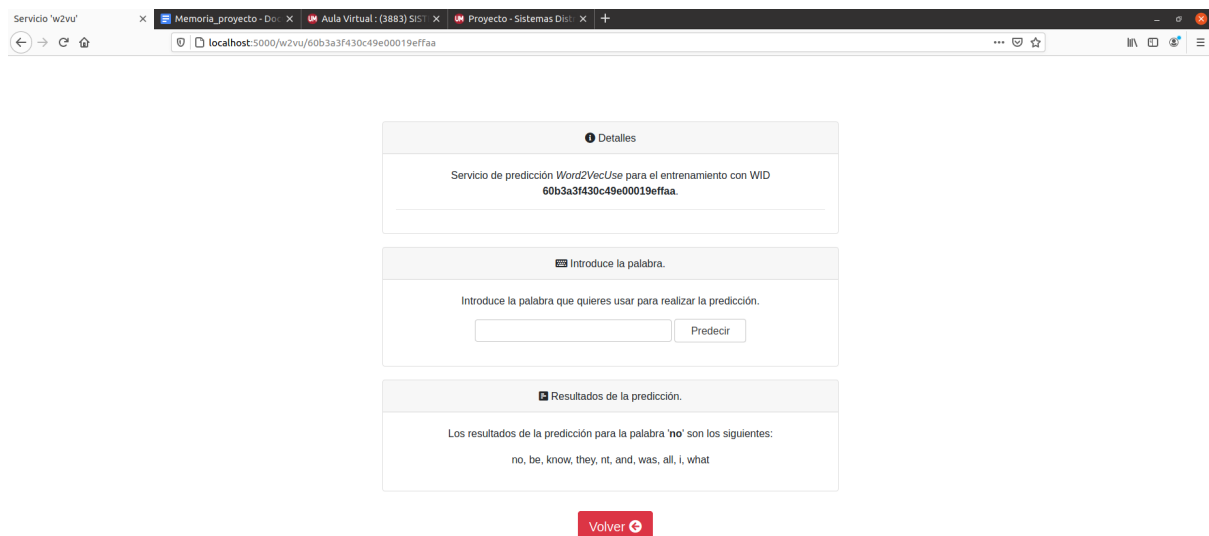 Servicio 'w2vu'
Memoria_proyecto - Doc
Aula Virtual : (3883) SIST
Proyecto - Sistemas Distr
localhost:5000/w2vu/60b3a3f430c49e00019effaa
Detalles
Servicio de predicción Word2VecUse para el entrenamiento con WID
60b3a3f430c49e00019effaa.
Introduce la palabra.
Introduce la palabra que quieres usar para realizar la predicción.
Predecir
Resultados de la predicción.
Los resultados de la predicción para la palabra 'no' son los siguientes:
no, be, know, they, nt, and, was, all, i, what
Volver